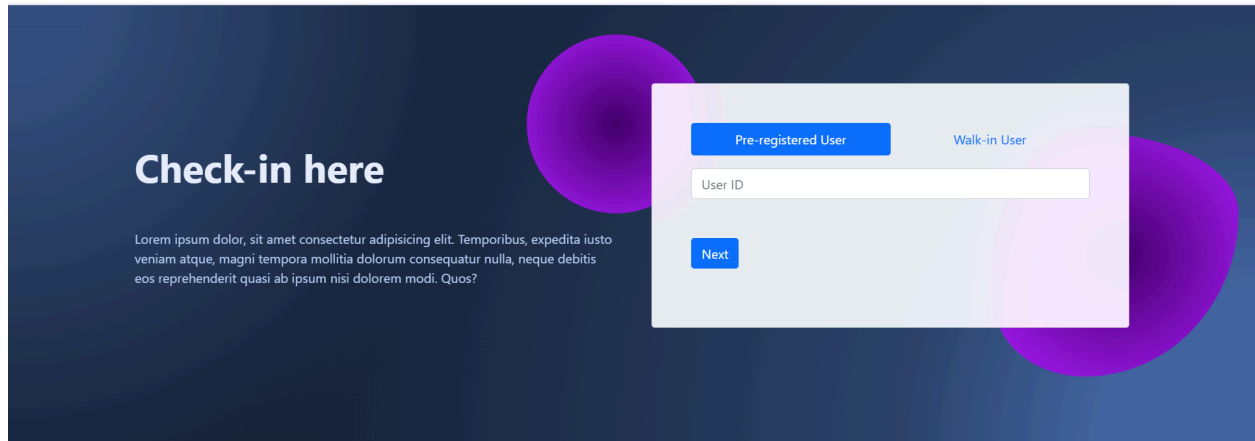 Check-in here
Lorem ipsum dolor, sit amet consectetur adipisicing elit. Temporibus, expedita iusto
veniam atque, magni tempora mollitia dolorum consequatur nulla, neque debitis
eos reprehenderit quasi ab ipsum nisi dolorem modi. Quos?
Pre-registered User
Walk-in User
User ID
Next